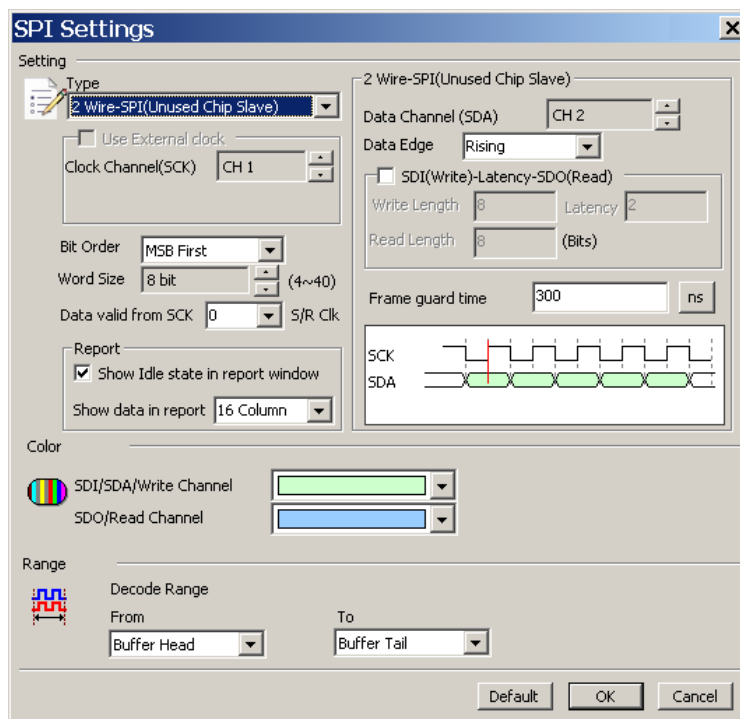 SPI Settings
Setting
Type
2 Wire-SPI(Unused Chip Slave)
Use External clock
Clock Channel(SCK) CH 1
Bit Order MSB First
Word Size 8 bit (4~40)
Data valid from SCK 0 S/R Clk
Report
Show Idle state in report window
Show data in report 16 Column
2 Wire-SPI(Unused Chip Slave)
Data Channel (SDA) CH 2
Data Edge Rising
SDI(Write)-Latency-SDO(Read)
Write Length 8 Latency 2
Read Length 8 (Bits)
Frame guard time 300 ns
SCK
SDA
Color
SDI/SDA/Write Channel
SDO/Read Channel
Range
Decode Range
From To
Buffer Head Buffer Tail
Default OK Cancel